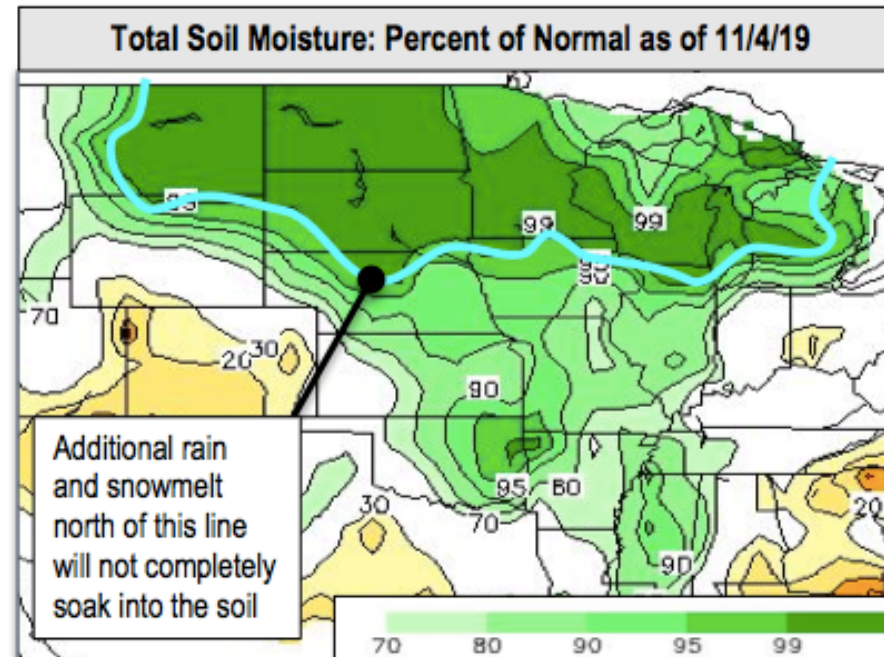 Total Soil Moisture: Percent of Normal as of 11/4/19
99
99
70
20
30
90
Additional rain
and snowmelt
north of this line
will not completely
soak into the soil
95
80
30
70
20
90
70 80 90 95 99